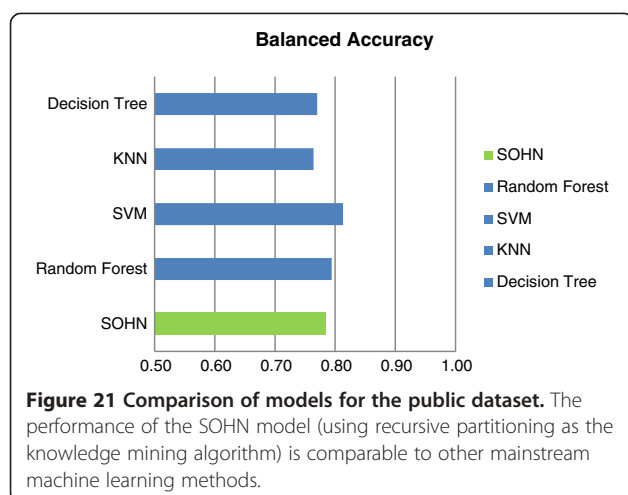 Balanced Accuracy
Decision Tree
KNN
SVM
Random Forest
SOHN
0.50 0.60 0.70 0.80 0.90 1.00
SOHN
Random Forest
SVM
KNN
Decision Tree
Figure 21 Comparison of models for the public dataset. The
performance of the SOHN model (using recursive partitioning as the
knowledge mining algorithm) is comparable to other mainstream
machine learning methods.